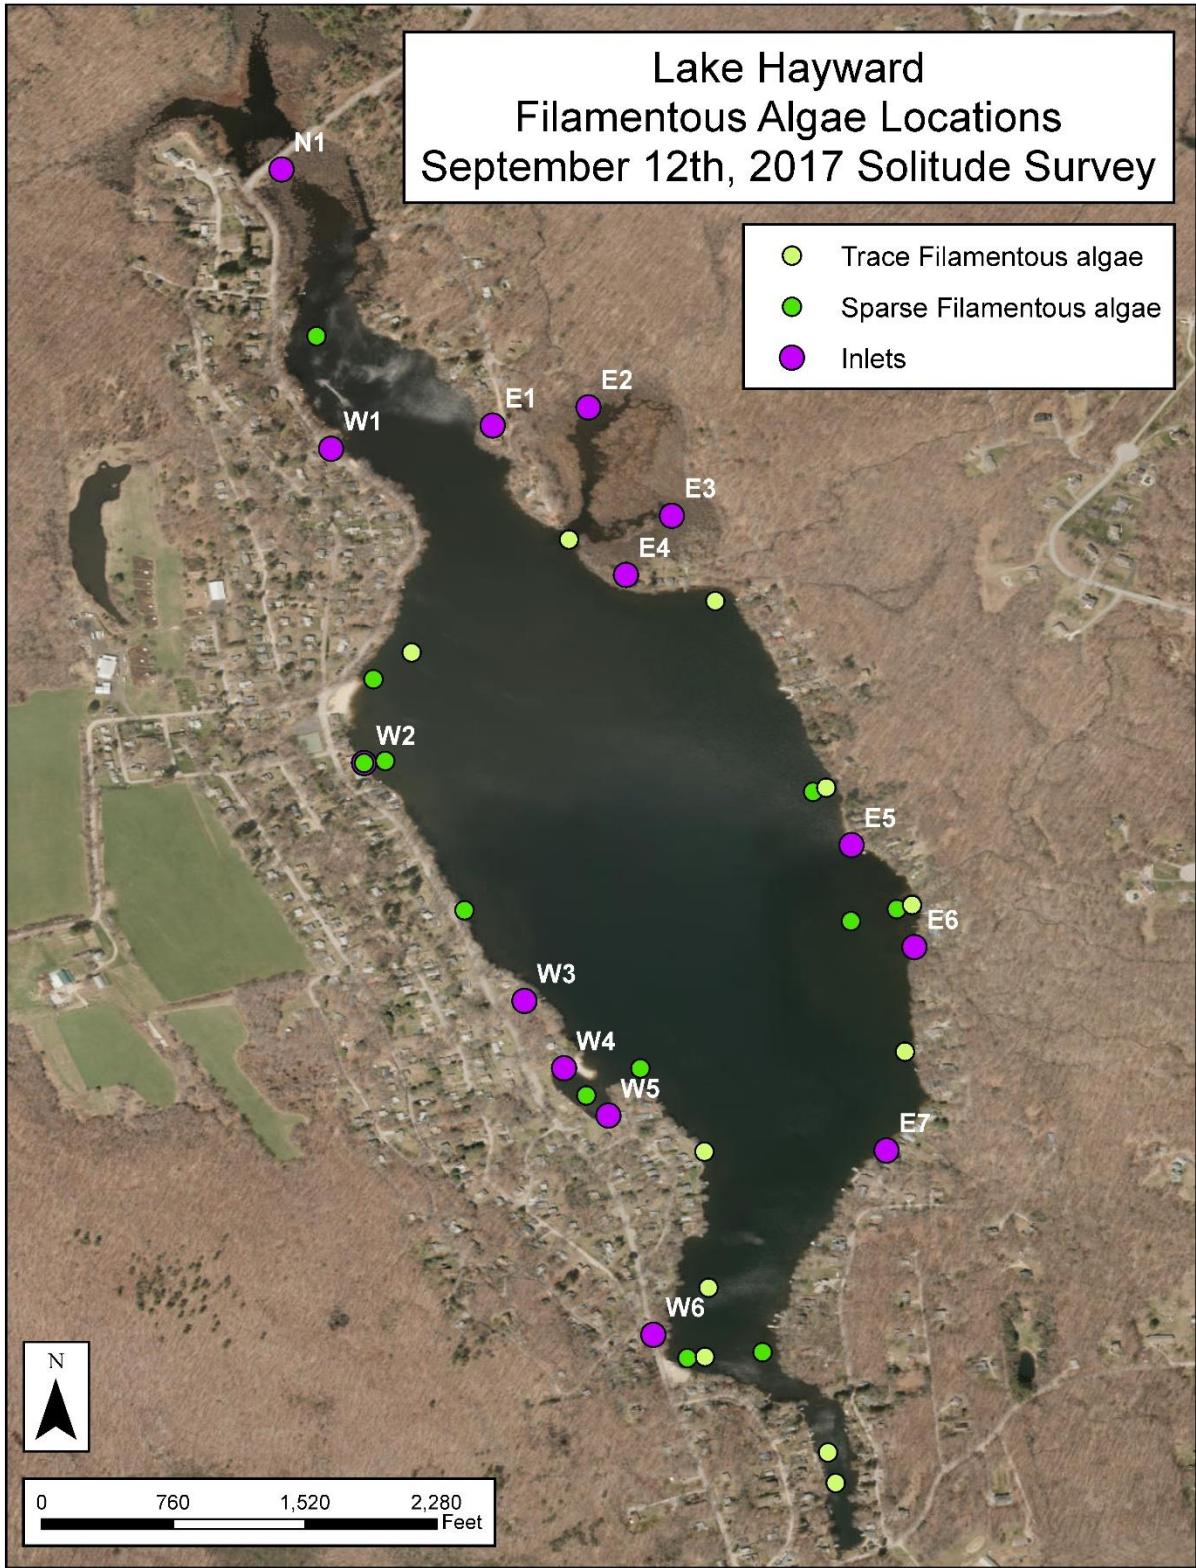 Lake Hayward
Filamentous Algae Locations
September 12th, 2017 Solitude Survey
Trace Filamentous algae
Sparse Filamentous algae
Inlets
N1
E1
E2
W1
E3
E4
W2
E5
E6
W3
W4
W5
E7
W6
N
0 760 1,520 2,280
Feet